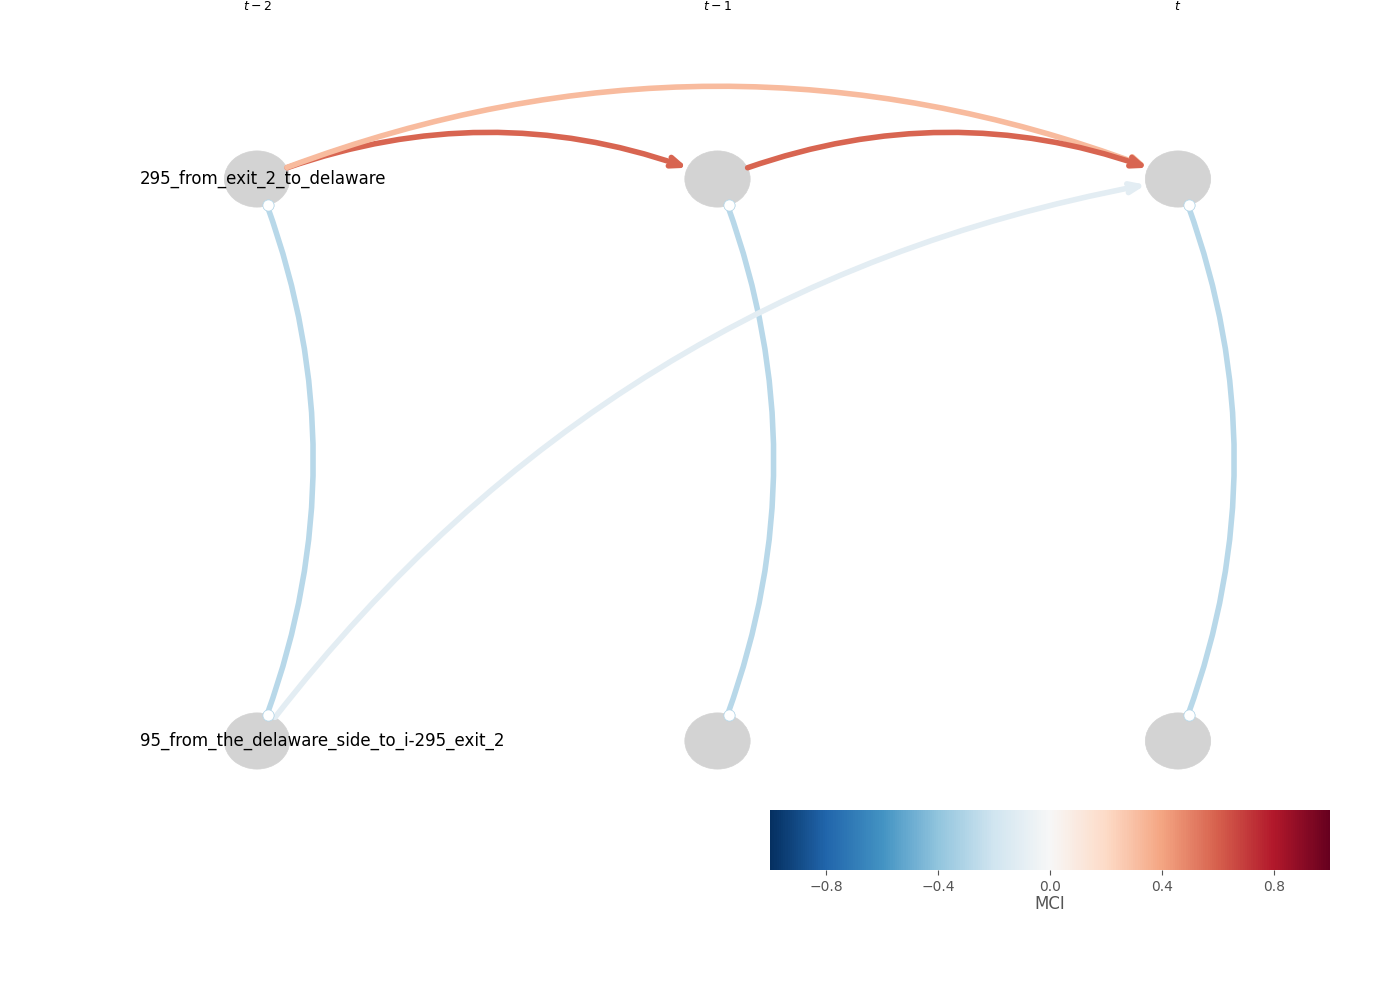 t − 2 t − 1 t
295_from_exit_2_to_delaware
95_from_the_delaware_side_to_i-295_exit_2
−0.8 −0.4 0.0 0.4 0.8
MCI